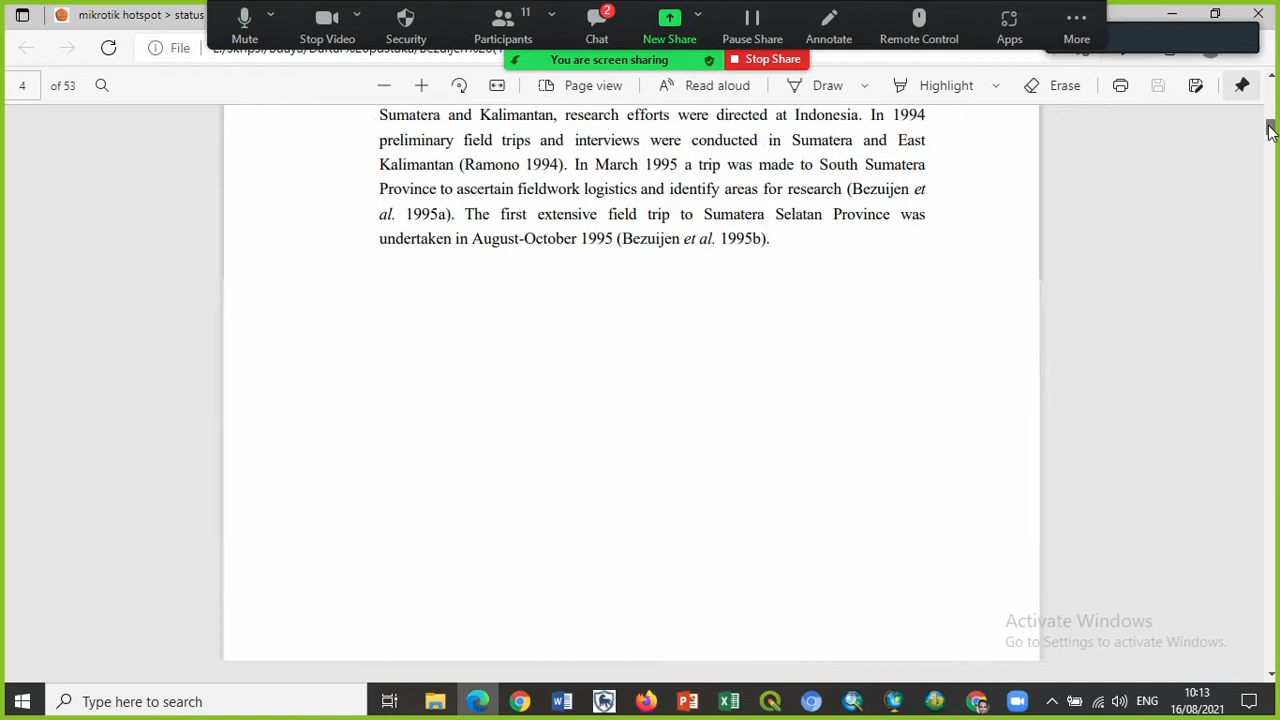 mikrotik hotspot > status
Mute
Stop Video
Security
Participants
11
Chat
2
New Share
Pause Share
Annotate
Remote Control
Apps
More
You are screen sharing
Stop Share
File
4 of 53
Page view
Read aloud
Draw
Highlight
Erase
Sumatera and Kalimantan, research efforts were directed at Indonesia. In 1994
preliminary field trips and interviews were conducted in Sumatera and East
Kalimantan (Ramono 1994). In March 1995 a trip was made to South Sumatera
Province to ascertain fieldwork logistics and identify areas for research (Bezuijen et
al. 1995a). The first extensive field trip to Sumatera Selatan Province was
undertaken in August-October 1995 (Bezuijen et al. 1995b).
Activate Windows
Go to Settings to activate Windows.
Type here to search
ENG
10:13
16/08/2021